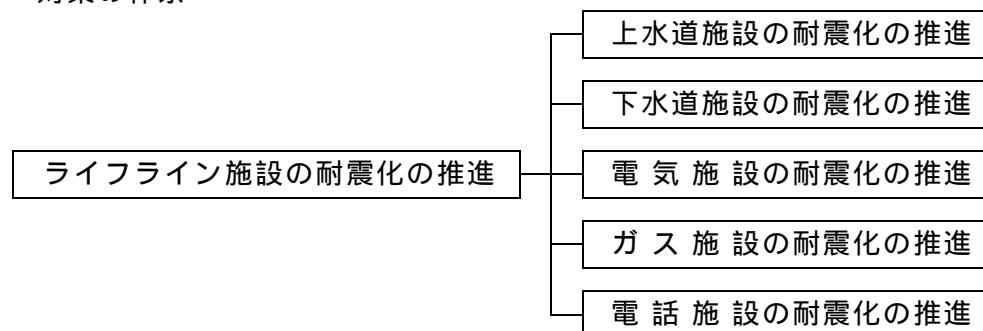 上水道施設の耐震化の推進
下水道施設の耐震化の推進
ライフライン施設の耐震化の推進
電 気 施 設の耐震化の推進
ガ ス 施 設の耐震化の推進
電 話 施 設の耐震化の推進